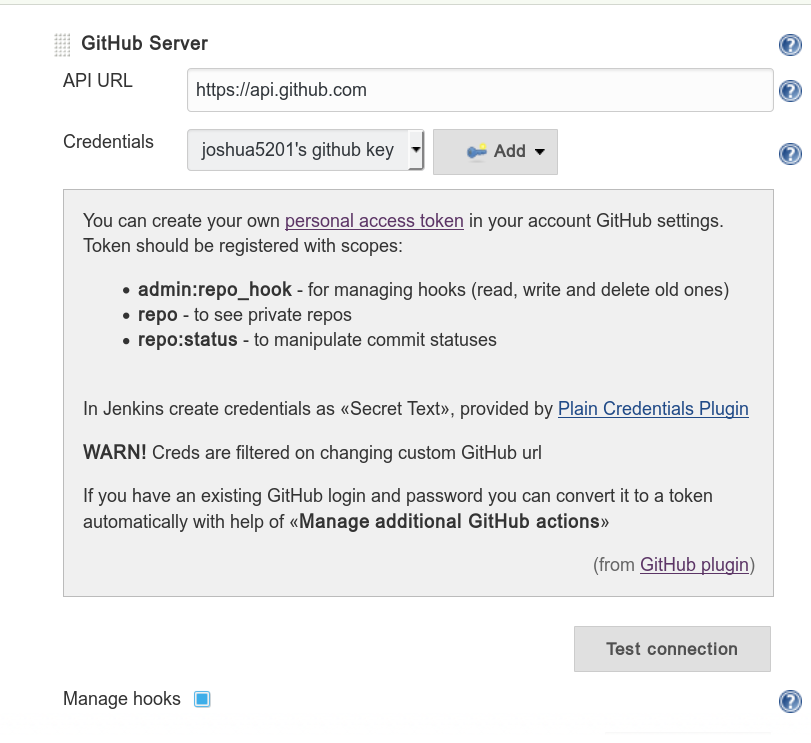 GitHub Server
API URL
https://api.github.com
Credentials
joshua5201's github key
Add
You can create your own personal access token in your account GitHub settings.
Token should be registered with scopes:
• admin:repo_hook - for managing hooks (read, write and delete old ones)
• repo - to see private repos
• repo:status - to manipulate commit statuses
In Jenkins create credentials as «Secret Text», provided by Plain Credentials Plugin
WARN! Creds are filtered on changing custom GitHub url
If you have an existing GitHub login and password you can convert it to a token
automatically with help of «Manage additional GitHub actions»
(from GitHub plugin)
Test connection
Manage hooks